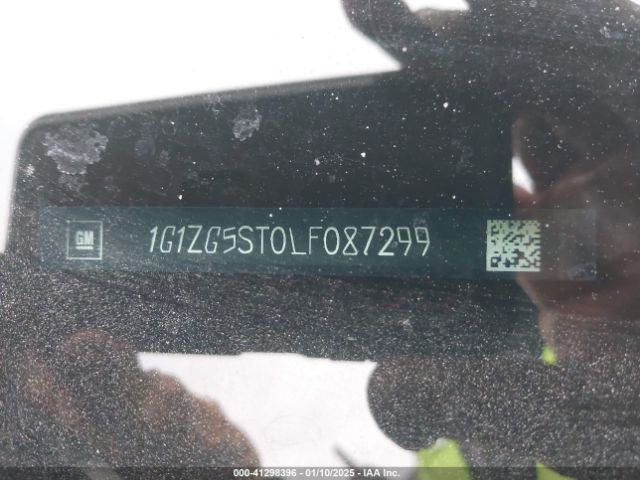 GM
1G1ZG5ST0LF087299
000-41298396 - 01/10/2025 - IAA Inc.